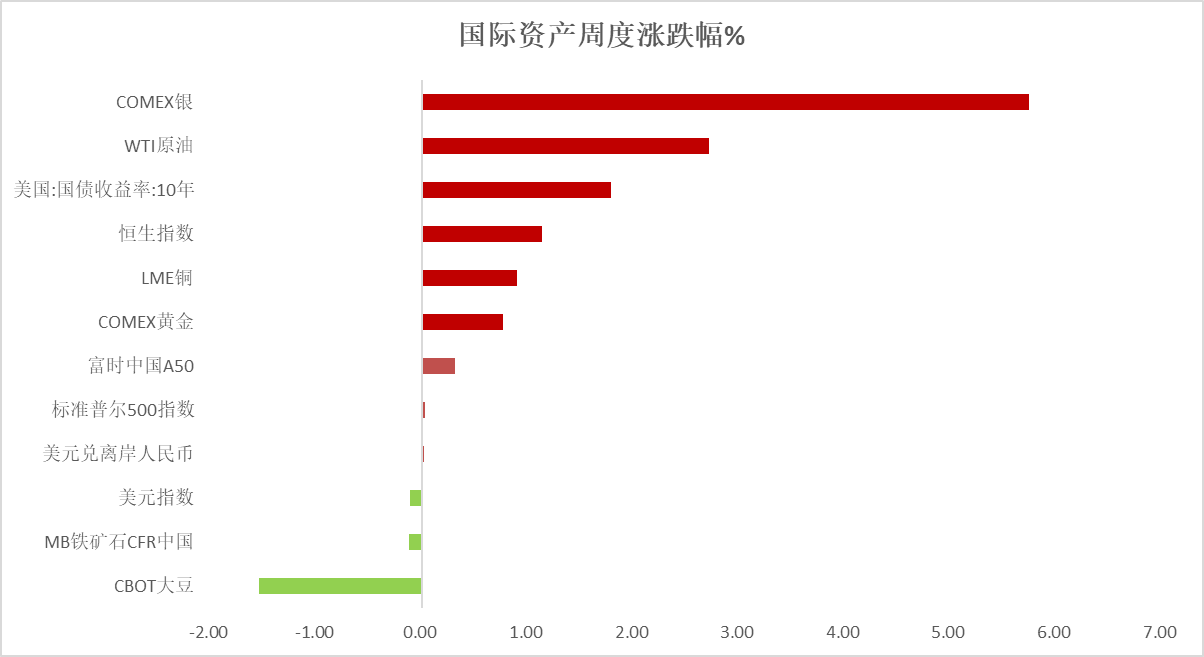 国际资产周度涨跌幅%
COMEX银
WTI原油
美国:国债收益率:10年
恒生指数
LME铜
COMEX黄金
富时中国A50
标准普尔500指数
美元兑离岸人民币
美元指数
MB铁矿石CFR中国
CBOT大豆
-2.00 -1.00 0.00 1.00 2.00 3.00 4.00 5.00 6.00 7.00